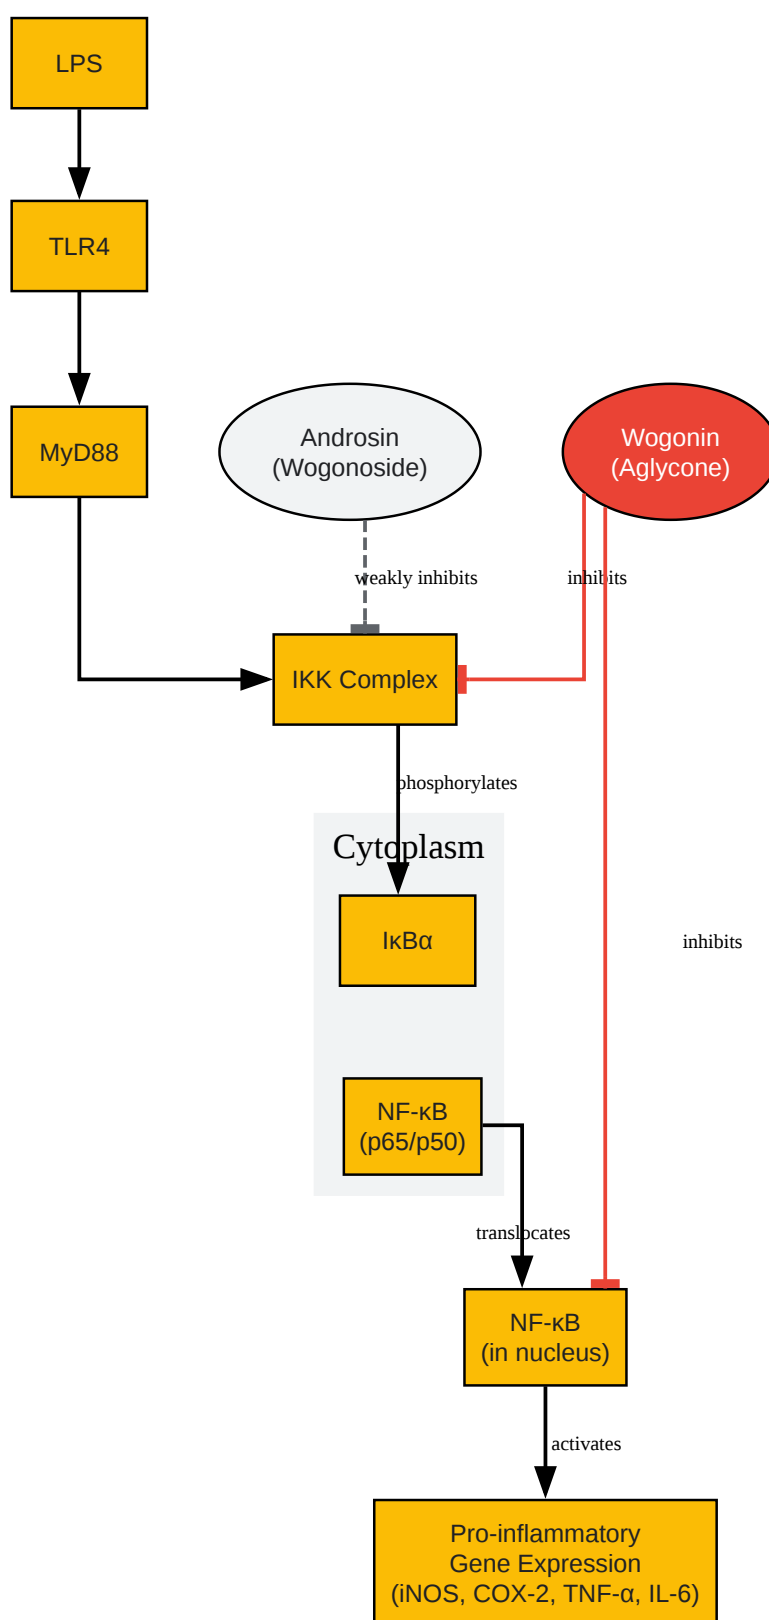 LPS
TLR4
MyD88
Androsin
(Wogonoside)
Wogonin
(Aglycone)
weakly inhibits
inhibits
IKK Complex
phosphorylates
Cytoplasm
IκBα
inhibits
NF-κB
(p65/p50)
translocates
NF-κB
(in nucleus)
activates
Pro-inflammatory
Gene Expression
(iNOS, COX-2, TNF-α, IL-6)